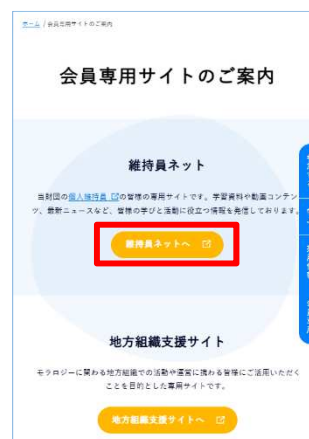 ホーム / 会員専用サイトのご案内
会員専用サイトのご案内
維持員ネット
当財団の個人維持員の皆様の専用サイトです。学習資料や動画コンテン
ツ、最新ニュースなど、皆様の学びと活動に役立つ情報を発信しております。
維持員ネットへ
地方組織支援サイト
モラロジーに関わる地方組織での活動や運営に携わる皆様にご活用いただく
ことを目的とした専用サイトです。
地方組織支援サイトへ